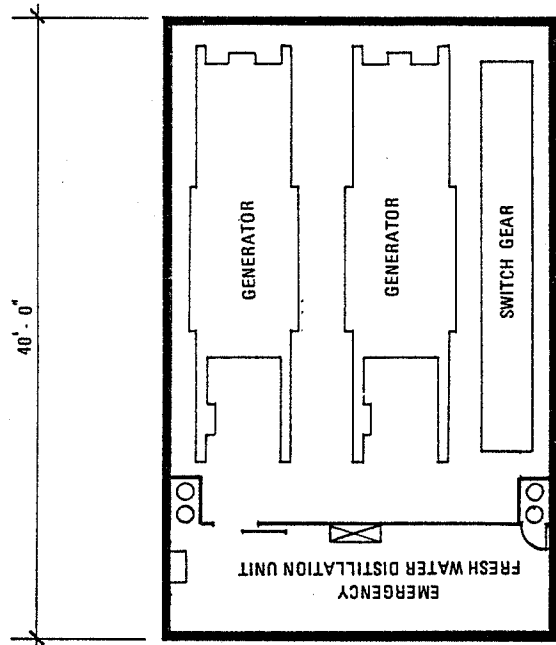 40'-0"
GENERATOR
GENERATOR
SWITCH GEAR
EMERGENCY
FRESH WATER DISTILLATION UNIT